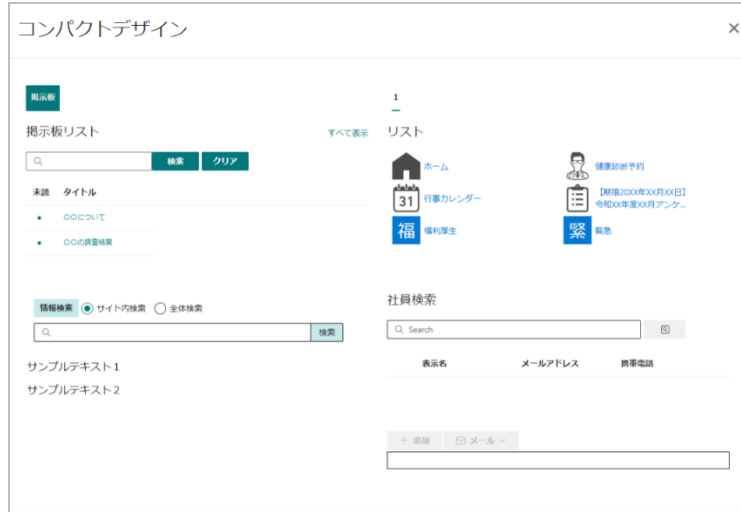 コンパクトデザイン
掲示板
掲示板リスト
すべて表示
検索
クリア
未読 タイトル
○○について
○○の調査結果
情報検索 サイト内検索 全体検索
検索
サンプルテキスト1
サンプルテキスト2
1
リスト
ホーム
健康診断予約
31
行事カレンダー
【期限20XX年XX月XX日】
令和XX年度XX月アンケ...
福
福利厚生
緊
緊急
社員検索
Search
表示名 メールアドレス 携帯電話
追加 メール